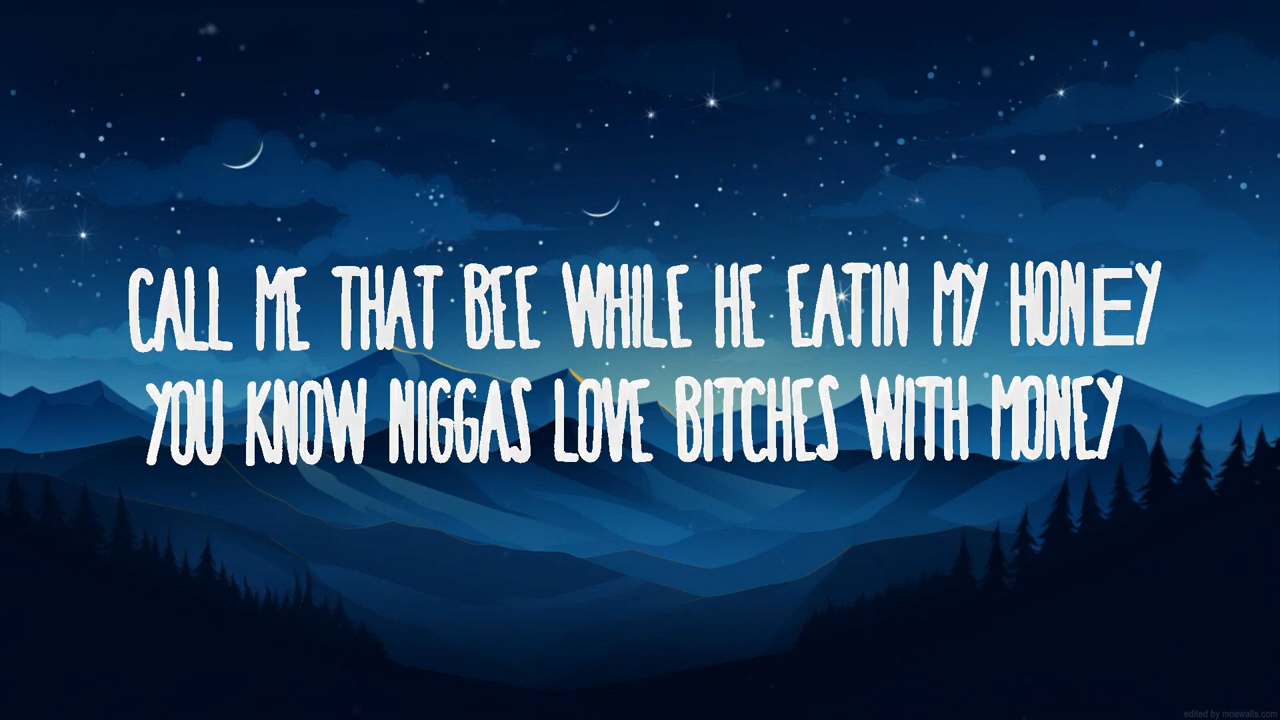 CALL ME THAT BEE WHILE HE EATIN MY HONEY
YOU KNOW NIGGAS LOVE BITCHES WITH MONEY
edited by moewalls.com